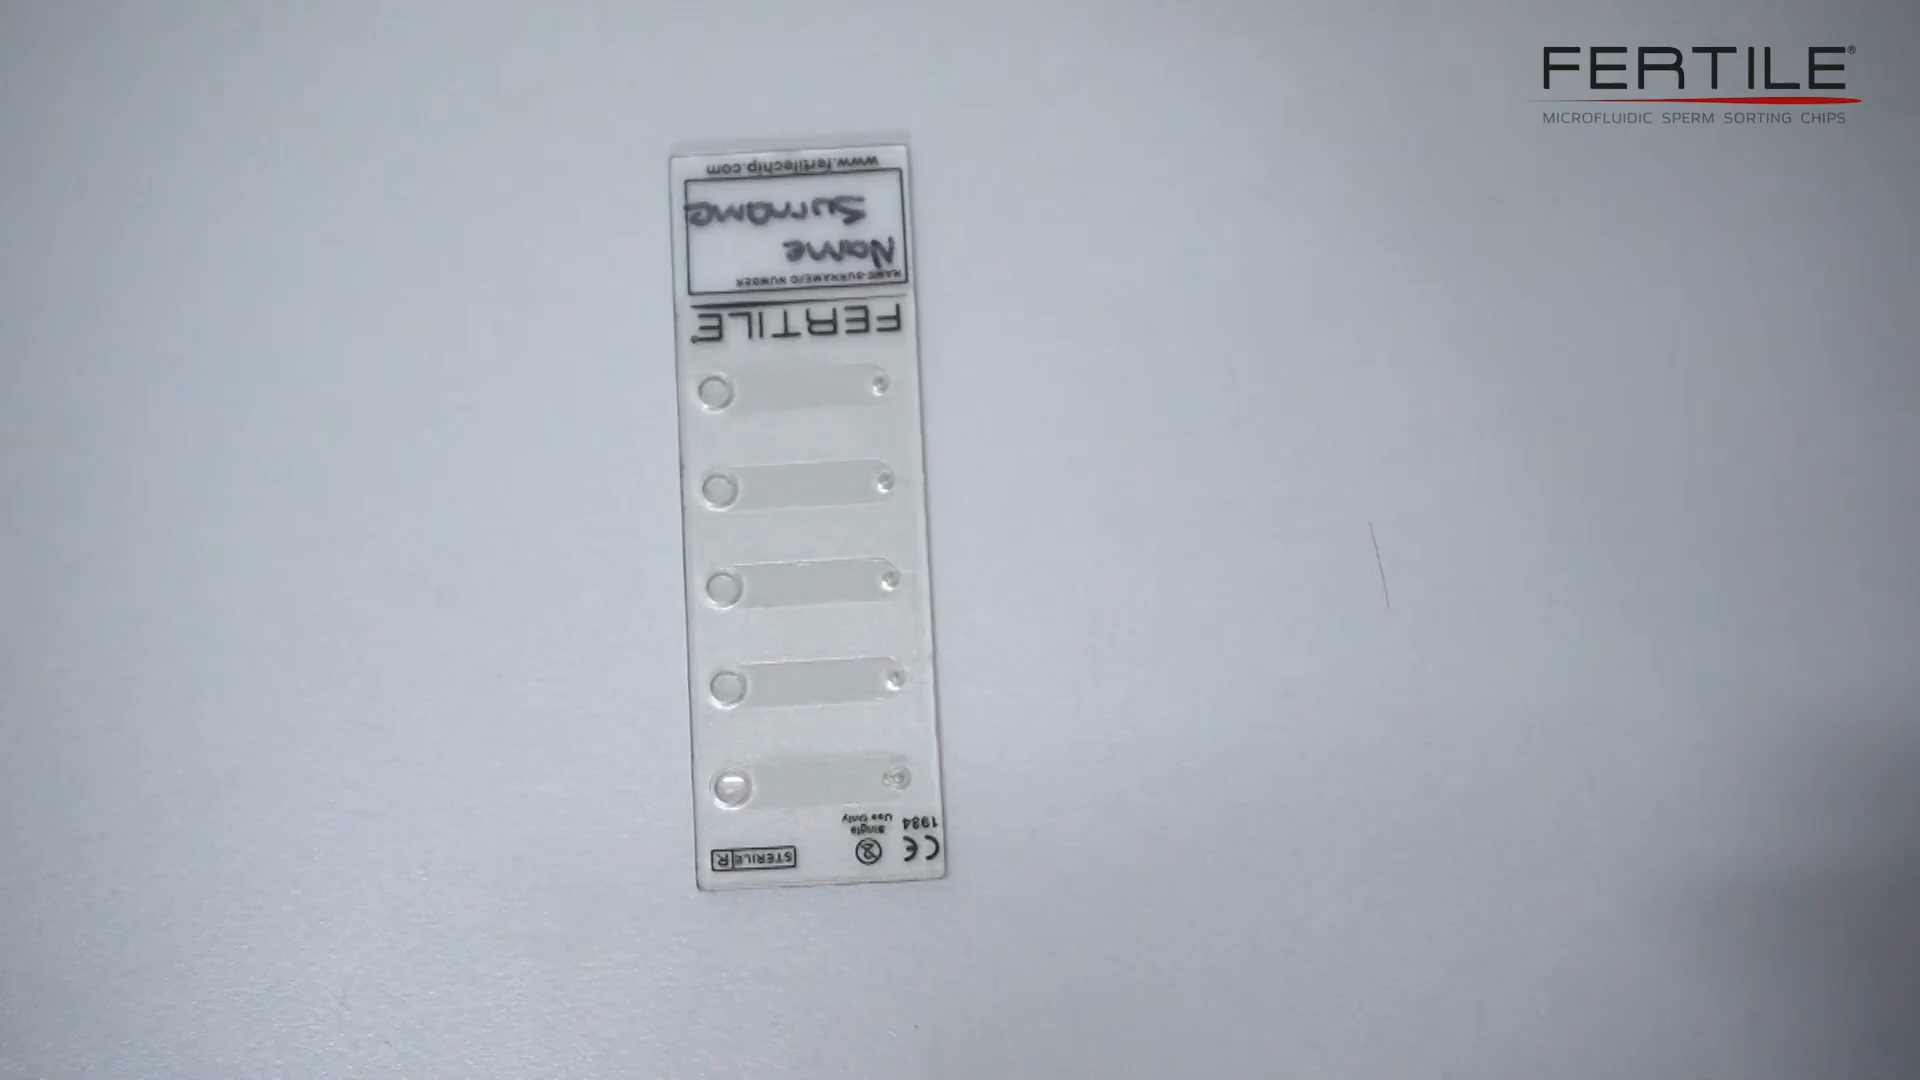 FERTILE®
MICROFLUIDIC SPERM SORTING CHIPS
www.fertilechip.com
Surname
Name
NAME-SURNAME/ID NUMBER
FERTILE®
1984
Single
Use Only
CE
2
STERILE R